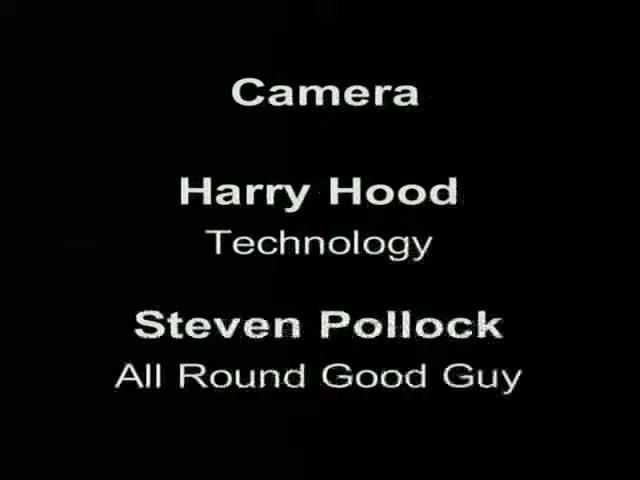 Camera
Harry Hood
Technology
Steven Pollock
All Round Good Guy